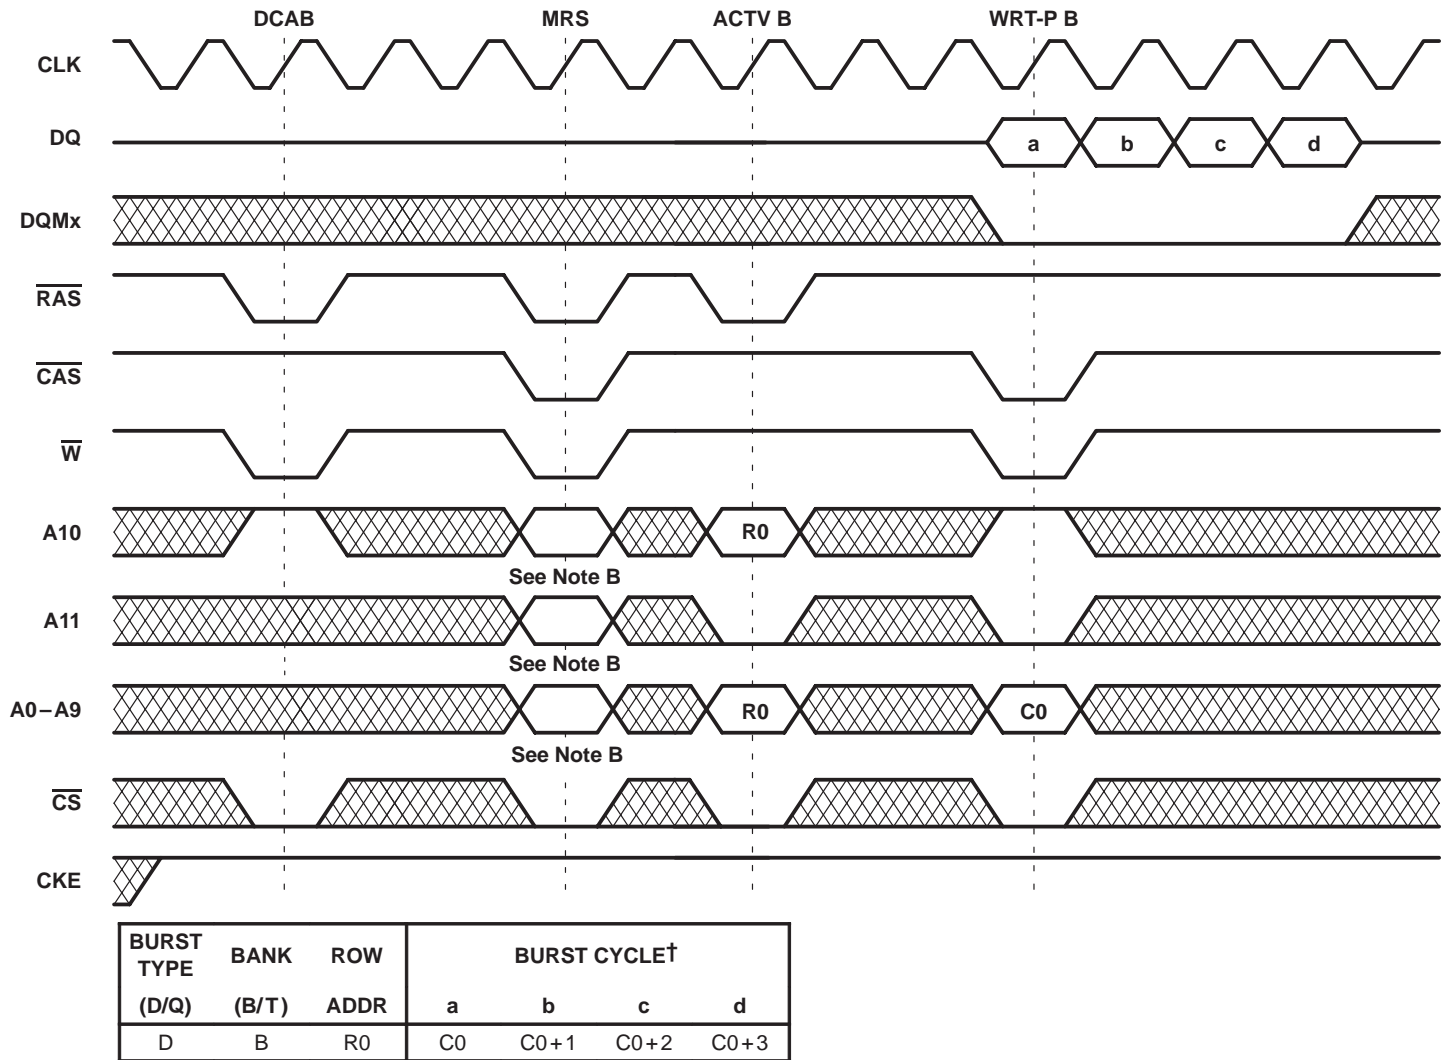 DCAB MRS ACTV B WRT-P B
CLK
DQ a b c d
DQMx
RAS
CAS
W
A10 R0
See Note B
A11
See Note B
A0–A9 R0 C0
See Note B
CS
CKE
BURST TYPE BANK ROW BURST CYCLE†
(D/Q) (B/T) ADDR a b c d
D B R0 C0 C0+1 C0+2 C0+3